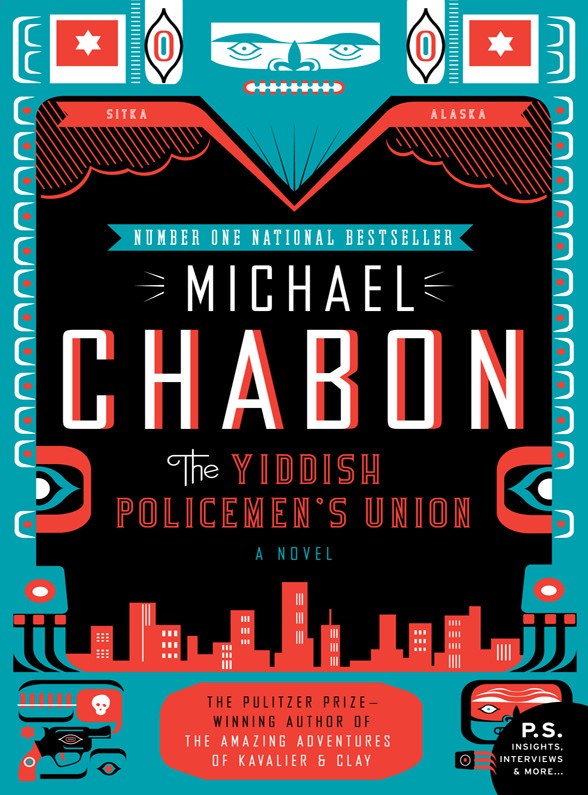 SITKA
ALASKA
NUMBER ONE NATIONAL BESTSELLER
MICHAEL
CHABON
The YIDDISH
POLICEMEN'S UNION
A NOVEL
THE PULITZER PRIZE–
WINNING AUTHOR OF
THE AMAZING ADVENTURES
OF KAVALIER & CLAY
P.S.
INSIGHTS,
INTERVIEWS
& MORE...